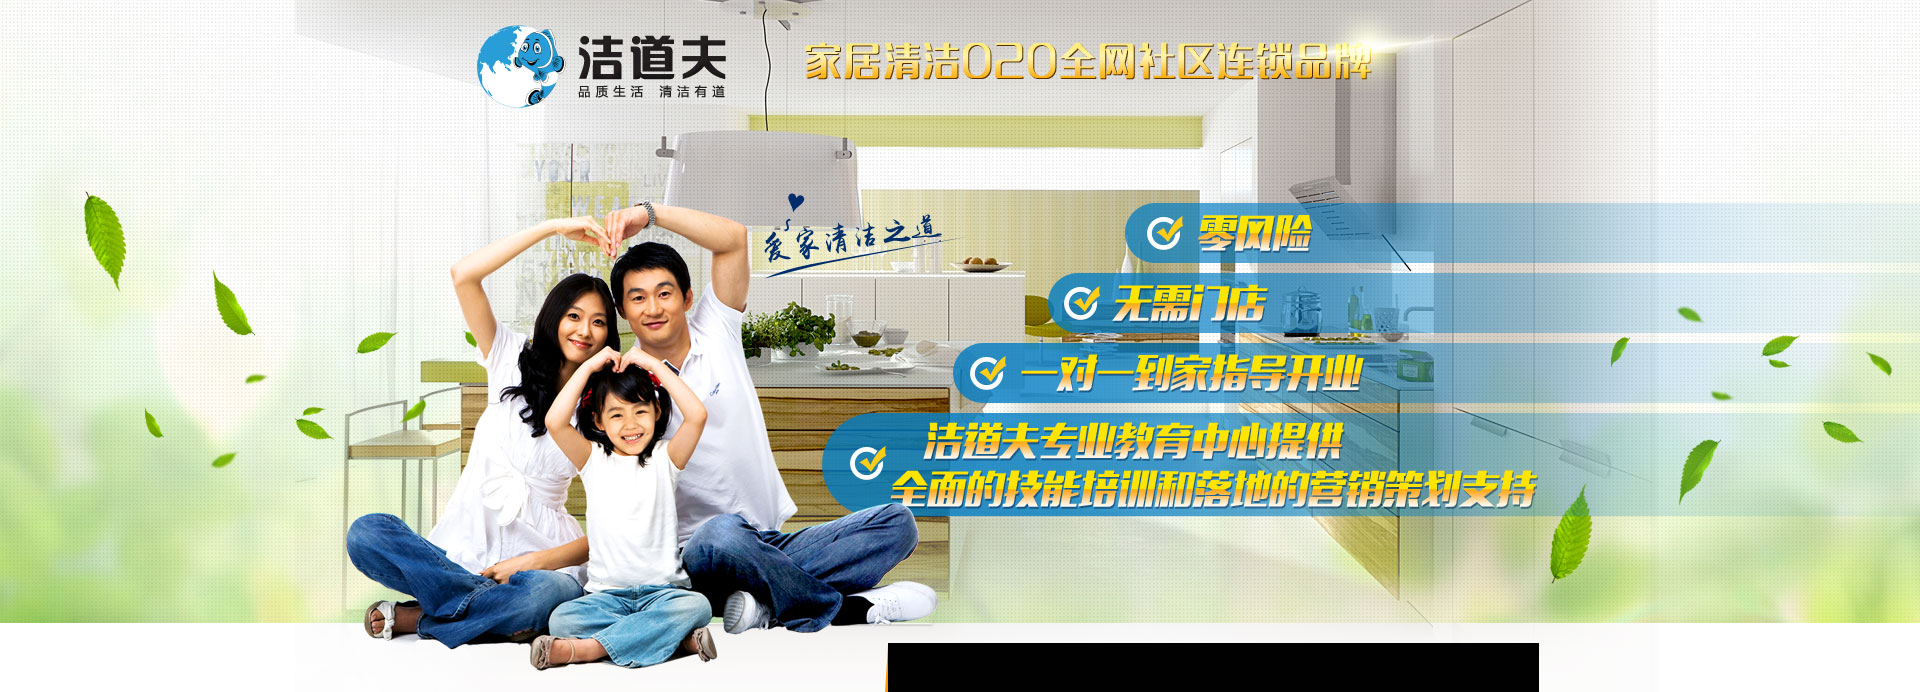 洁道夫
品质生活 清洁有道
家居清洁O2O全网社区连锁品牌
YOUR
LIV
WEA
爱家清洁之道
零风险
无需门店
一对一到家指导开业
洁道夫专业教育中心提供
全面的技能培训和落地的营销策划支持